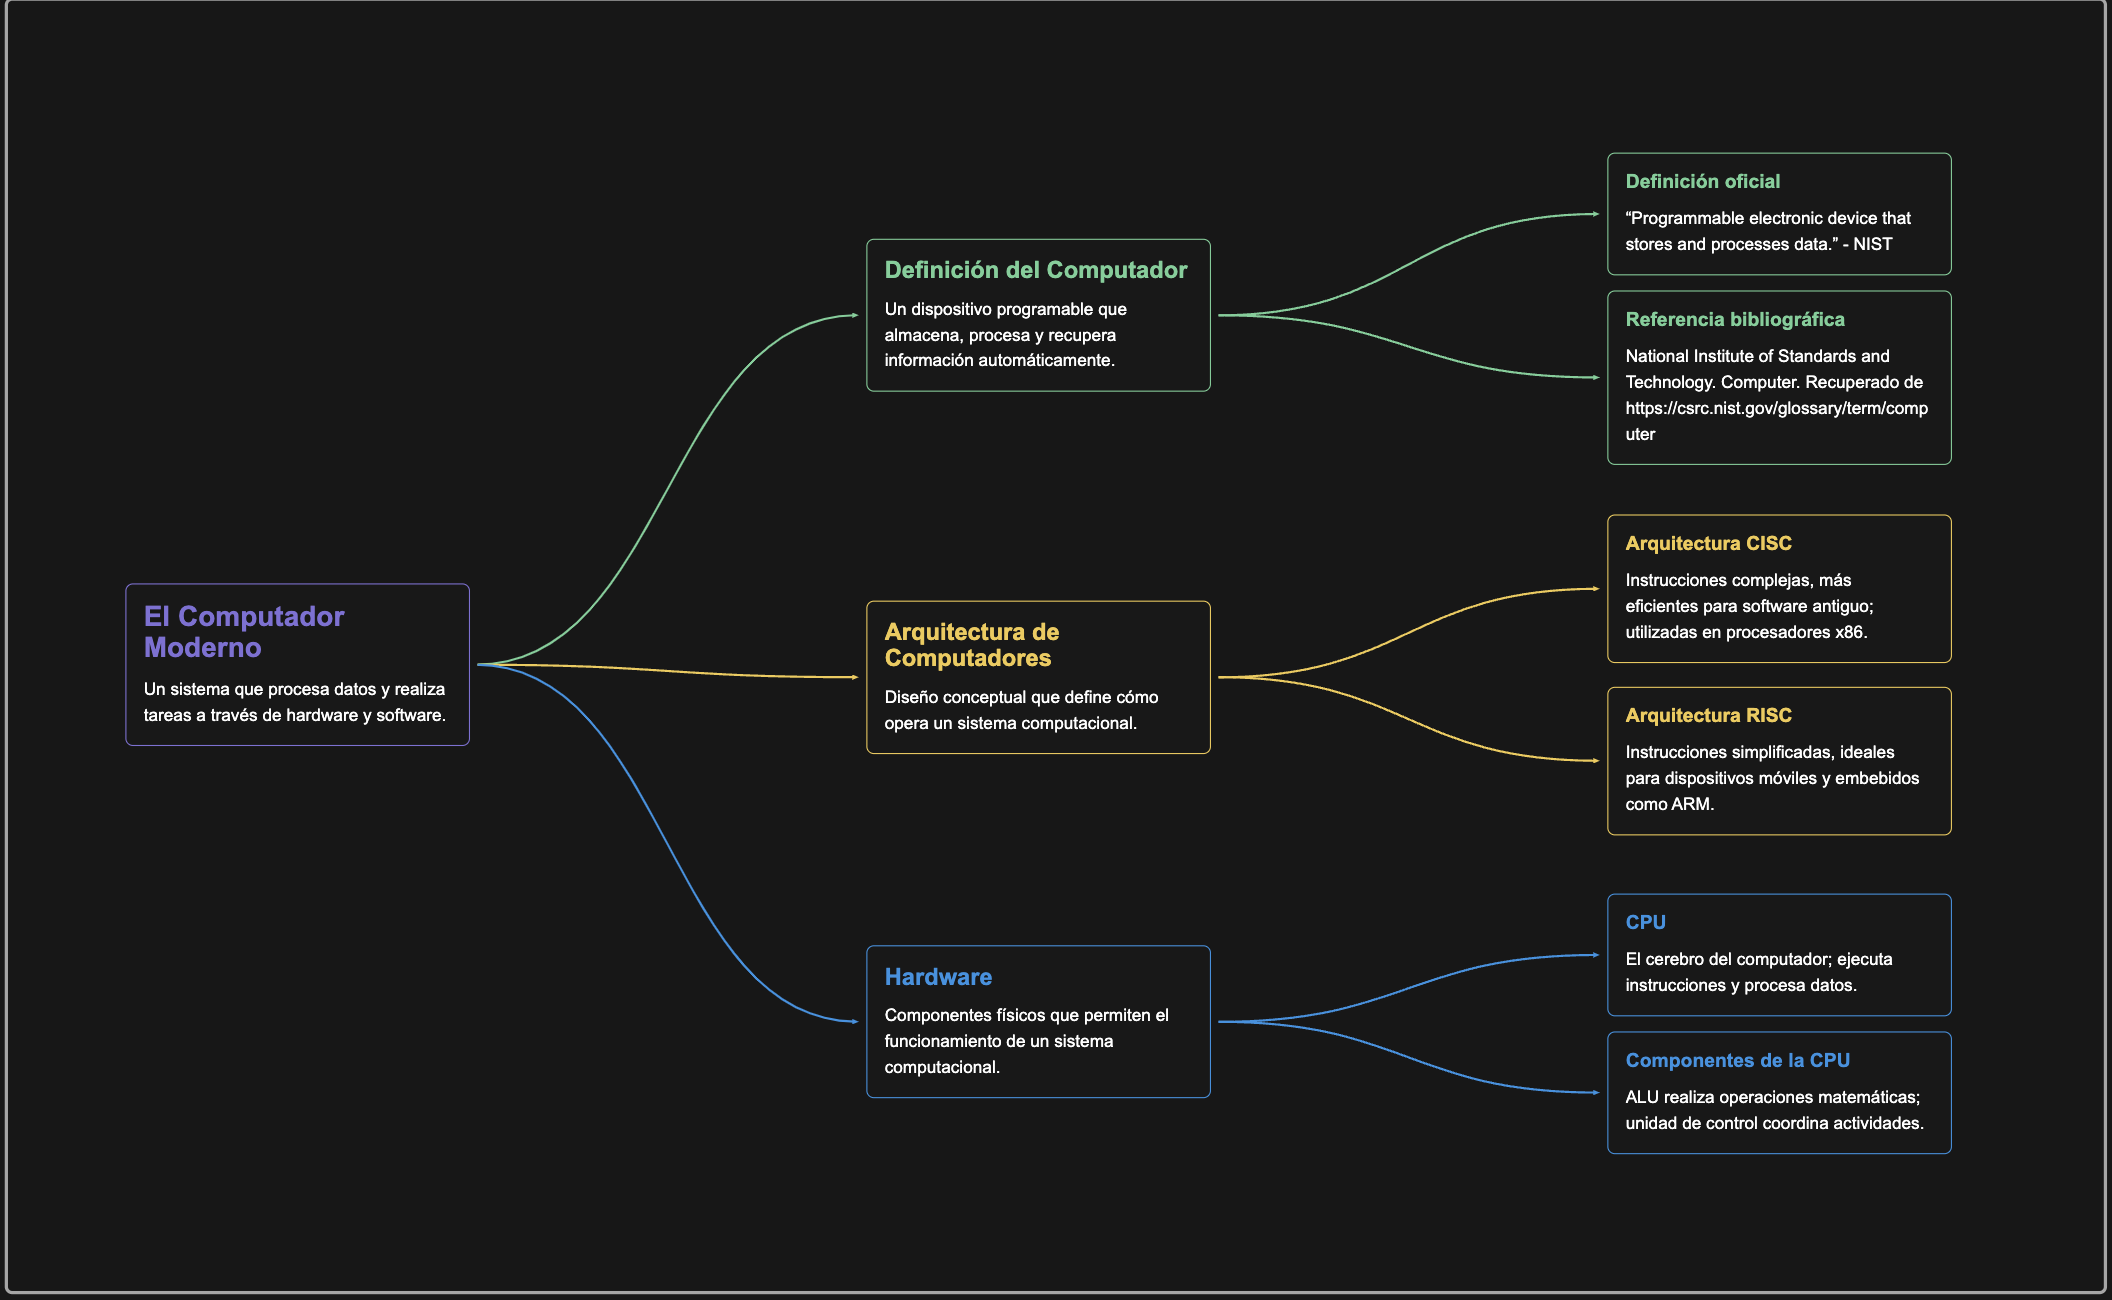 El Computador
Moderno
Un sistema que procesa datos y realiza
tareas a través de hardware y software.
Definición del Computador
Un dispositivo programable que
almacena, procesa y recupera
información automáticamente.
Definición oficial
“Programmable electronic device that
stores and processes data.” - NIST
Referencia bibliográfica
National Institute of Standards and
Technology. Computer. Recuperado de
https://csrc.nist.gov/glossary/term/comp
uter
Arquitectura de
Computadores
Diseño conceptual que define cómo
opera un sistema computacional.
Arquitectura CISC
Instrucciones complejas, más
eficientes para software antiguo;
utilizadas en procesadores x86.
Arquitectura RISC
Instrucciones simplificadas, ideales
para dispositivos móviles y embebidos
como ARM.
Hardware
Componentes físicos que permiten el
funcionamiento de un sistema
computacional.
CPU
El cerebro del computador; ejecuta
instrucciones y procesa datos.
Componentes de la CPU
ALU realiza operaciones matemáticas;
unidad de control coordina actividades.